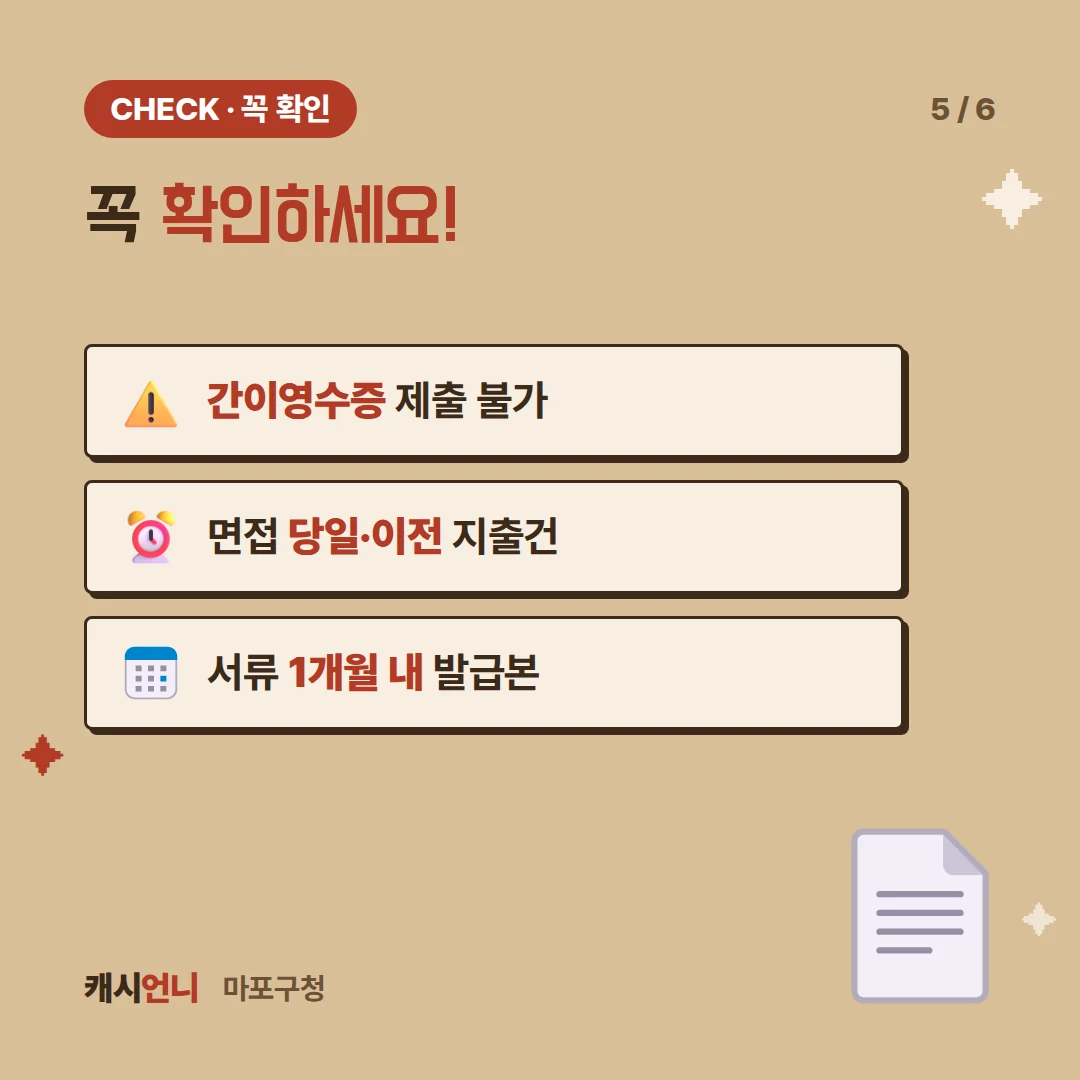 CHECK · 꼭 확인
5 / 6
꼭 확인하세요!
간이영수증 제출 불가
면접 당일·이전 지출건
서류 1개월 내 발급본
캐시언니 마포구청